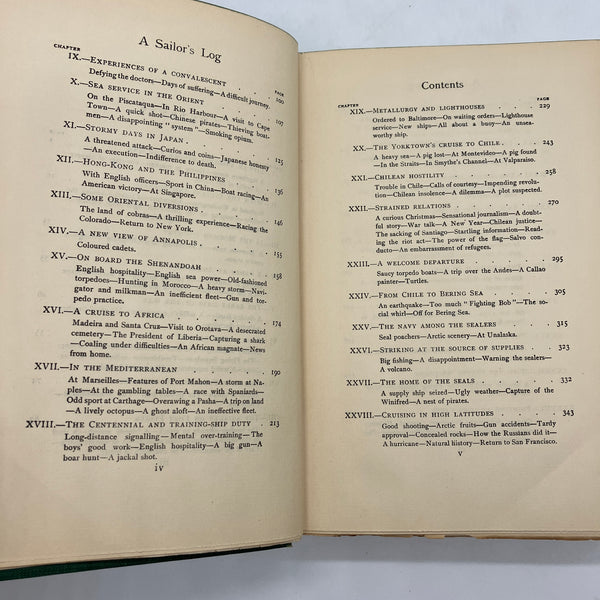 A Sailor's Log
CHAPTER PAGE
IX.—Experiences of a Convalescent . . . 100
Defying the doctors—Days of suffering—A difficult journey.
X.—Sea Service in the Orient . . . 107
On the Piscataqua—In Rio Harbour—A visit to Cape
Town—A quick shot—Chinese pirates—Thieving boat-
men—A disappointing "system"—Smoking opium.
XI.—Stormy Days in Japan . . . 125
A threatened attack—Curios and coins—Japanese honesty
—An execution—Indifference to death.
XII.—Hong-Kong and the Philippines . . 136
With English officers—Sport in China—Boat racing—An
American victory—At Singapore.
XIII.—Some Oriental Diversions . . . 146
The land of cobras—A thrilling experience—Racing the
Colorado—Return to New York.
XIV.—A new view of Annapolis . . . 155
Coloured cadets.
XV.—On board the Shenandoah . . . 158
English hospitality—English sea power—Old-fashioned
torpedoes—Hunting in Morocco—A heavy storm—Navi-
gator and milkman—An inefficient fleet—Gun and tor-
pedo practice.
XVI.—A cruise to Africa . . . 174
Madeira and Santa Cruz—Visit to Orotava—A desecrated
cemetery—The President of Liberia—Capturing a shark
—Coaling under difficulties—An African magnate—News
from home.
XVII.—In the Mediterranean . . . 190
At Marseilles—Features of Port Mahon—A storm at Na-
ples—At the gambling tables—A race with Spaniards—
Odd sport at Carthage—Overawing a Pasha—A trip on land
—A lively octopus—A ghost aloft—An ineffective fleet.
XVIII.—The Centennial and training-ship duty . 213
Long-distance signalling—Mental over-training—The
boys' good work—English hospitality—A big gun—A
boar hunt—A jackal shot.
iv
Contents
CHAPTER PAGE
XIX.—Metallurgy and lighthouses . . . 229
Ordered to Baltimore—On waiting orders—Lighthouse
service—New ships—All about a buoy—An unsea-
worthy ship.
XX.—The Yorktown's cruise to Chile . . 243
A heavy sea—A pig lost—At Montevideo—A pig found
—In the Straits—In Smythe's Channel—At Valparaiso.
XXI.—Chilean hostility . . . 257
Trouble in Chile—Calls of courtesy—Impending revolu-
tion—Chilean insolence—A dilemma—A plot suspected.
XXII.—Strained relations . . . 270
A curious Christmas—Sensational journalism—A doubt-
ful story—War talk—A New Year—Chilean justice—
The sacking of Santiago—Startling information—Read-
ing the riot act—The power of the flag—Salvo con-
ductos—An embarrassment of refugees.
XXIII.—A welcome departure . . . 295
Saucy torpedo boats—A trip over the Andes—A Callao
painter—Turtles.
XXIV.—From Chile to Bering Sea . . . 305
An earthquake—Too much "Fighting Bob"—The so-
cial whirl—Off for Bering Sea.
XXV.—The navy among the sealers . . . 315
Seal poachers—Arctic scenery—At Unalaska.
XXVI.—Striking at the source of supplies . . 323
Big fishing—A disappointment—Warning the sealers—
A volcano.
XXVII.—The home of the seals . . . 332
A supply ship seized—Ugly weather—Capture of the
Winifred—A nest of pirates.
XXVIII.—Cruising in high latitudes . . . 343
Good shooting—Arctic fruits—Gun accidents—Tardy
approval—Concealed rocks—How the Russians did it—
A hurricane—Natural history—Return to San Francisco.
v